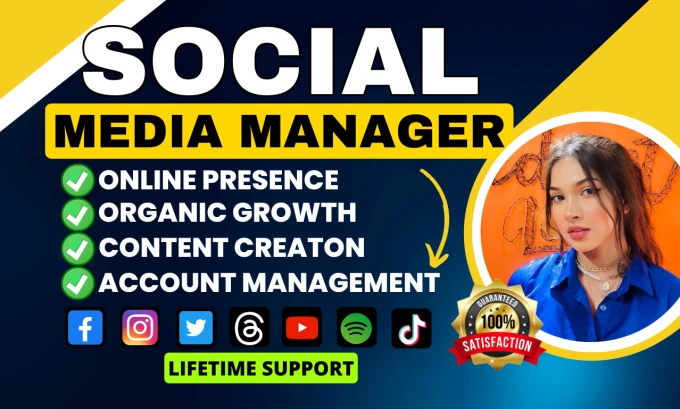 SOCIAL
MEDIA MANAGER
ONLINE PRESENCE
ORGANIC GROWTH
CONTENT CREATON
ACCOUNT MANAGEMENT
GUARANTEED
100%
SATISFACTION
LIFETIME SUPPORT